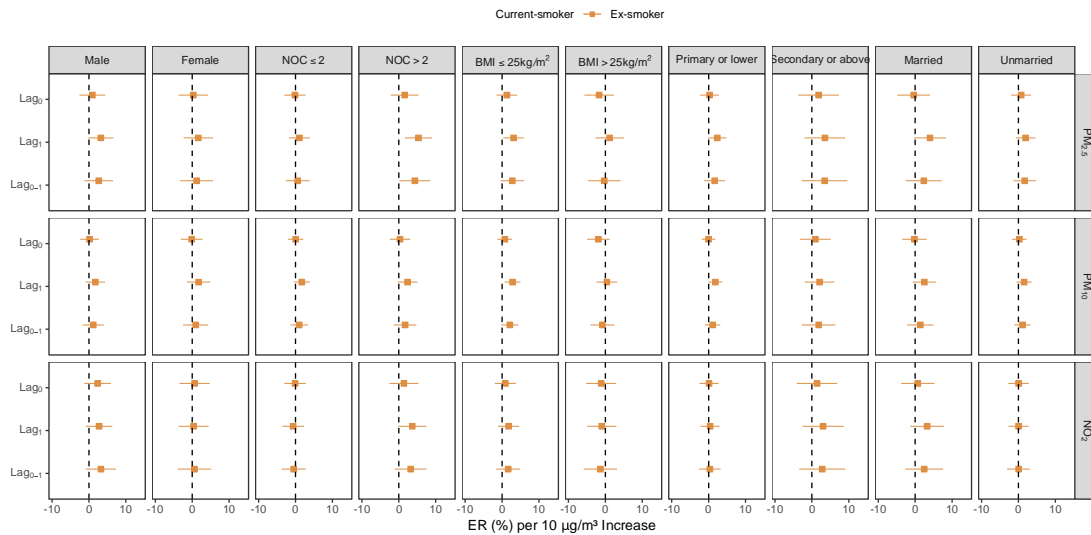 Current-smoker Ex-smoker
Male Female NOC ≤ 2 NOC > 2 BMI ≤ 25kg/m² BMI > 25kg/m² Primary or lower Secondary or above Married Unmarried
Lag₀
Lag₁
Lag₀₋₁
PM₂.₅
Lag₀
Lag₁
Lag₀₋₁
PM₁₀
Lag₀
Lag₁
Lag₀₋₁
NO₂
-10 0 10 -10 0 10 -10 0 10 -10 0 10 -10 0 10 -10 0 10 -10 0 10 -10 0 10 -10 0 10 -10 0 10
ER (%) per 10 µg/m³ Increase